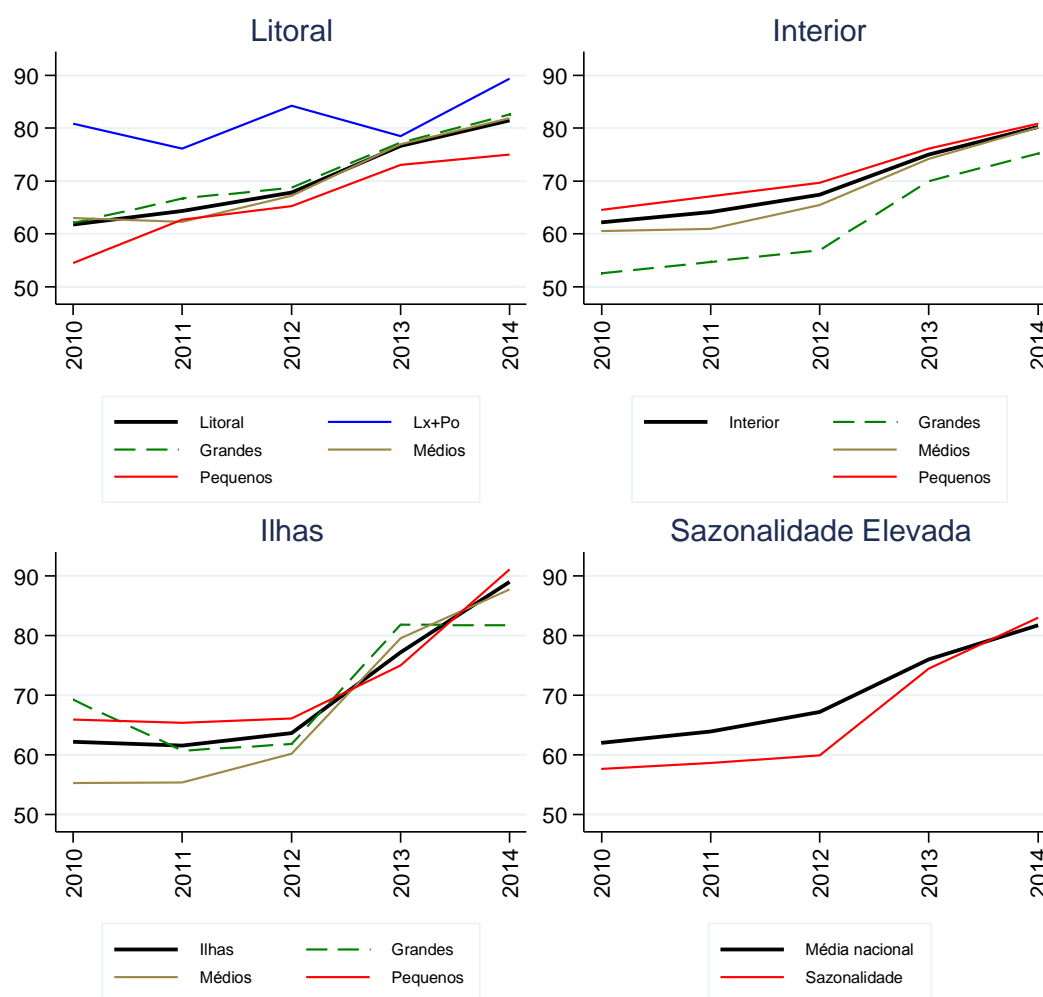 Litoral
90
80
70
60
50
2010
2011
2012
2013
2014
Litoral
Lx+Po
Grandes
Médios
Pequenos
Interior
90
80
70
60
50
2010
2011
2012
2013
2014
Interior
Grandes
Médios
Pequenos
Ilhas
90
80
70
60
50
2010
2011
2012
2013
2014
Ilhas
Grandes
Médios
Pequenos
Sazonalidade Elevada
90
80
70
60
50
2010
2011
2012
2013
2014
Média nacional
Sazonalidade